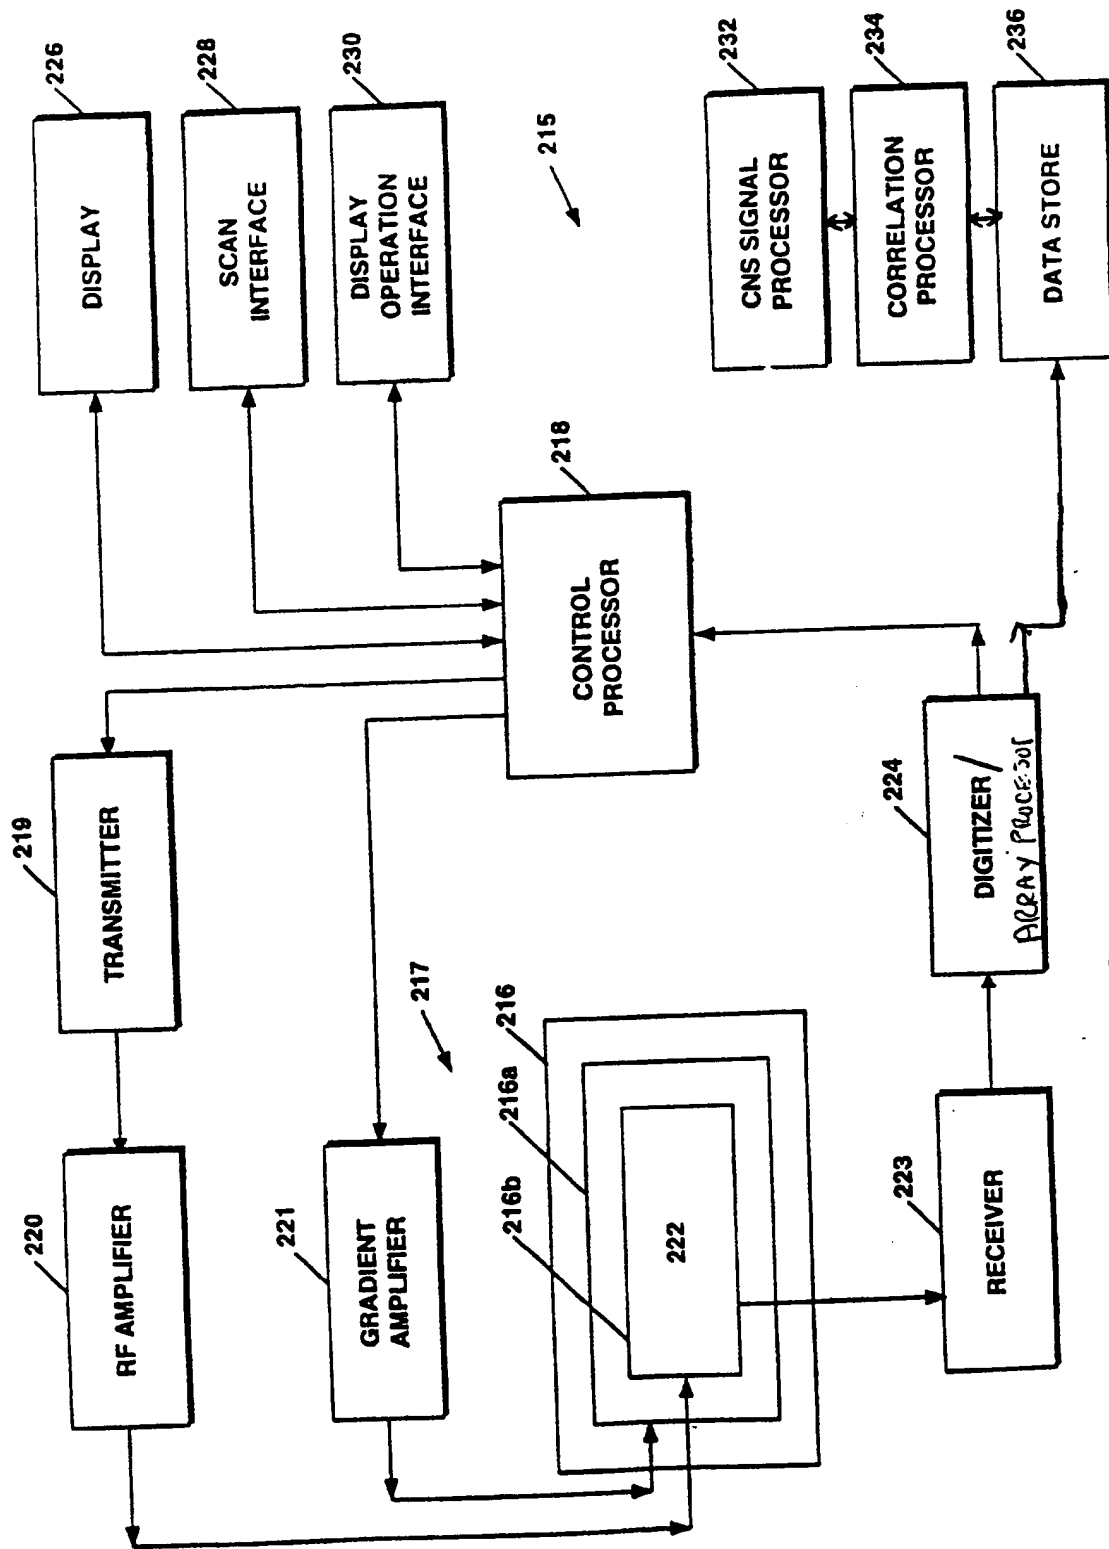 220
RF AMPLIFIER
219
TRANSMITTER
226
DISPLAY
228
SCAN
INTERFACE
221
GRADIENT
AMPLIFIER
230
DISPLAY
OPERATION
INTERFACE
217
218
CONTROL
PROCESSOR
215
216
216a
216b
222
232
CNS SIGNAL
PROCESSOR
234
CORRELATION
PROCESSOR
223
RECEIVER
224
DIGITIZER/
ARRAY PROCESSOR
236
DATA STORE